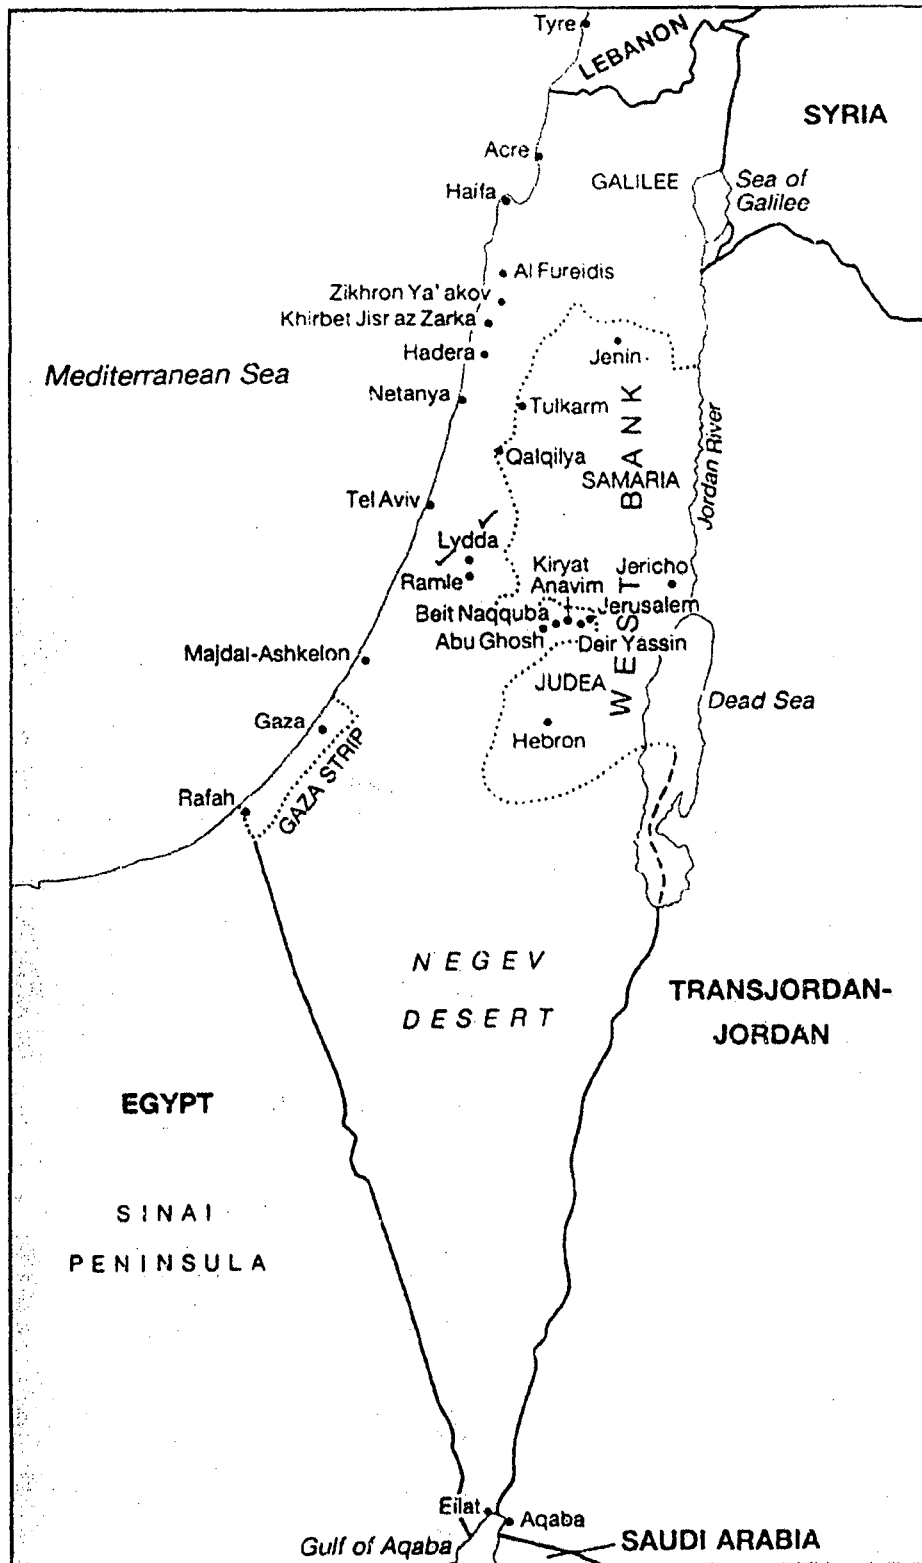 Tyre
LEBANON
SYRIA
Acre
GALILEE
Sea of
Galilee
Haifa
Al Fureidis
Zikhron Ya' akov
Khirbet Jisr az Zarka
Hadera
Jenin
Mediterranean Sea
Netanya
Tulkarm
WEST BANK
Jordan River
Qalqilya
SAMARIA
Tel Aviv
Lydda
Ramle
Kiryat
Anavim
Jericho
Beit Naqquba
Jerusalem
Abu Ghosh
Deir Yassin
Majdal-Ashkelon
JUDEA
Dead Sea
Gaza
Hebron
GAZA STRIP
Rafah
NEGEV
DESERT
TRANSJORDAN-
JORDAN
EGYPT
SINAI
PENINSULA
Eilat
Aqaba
Gulf of Aqaba
SAUDI ARABIA